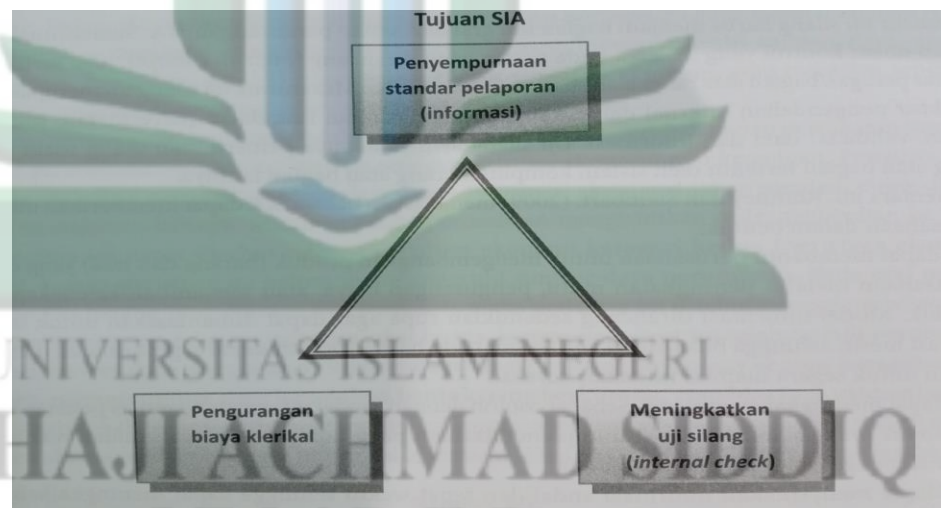 Tujuan SIA
Penyempurnaan
standar pelaporan
(informasi)
UNIVERSITAS ISLAM NEGERI
Pengurangan
biaya klerikal
Meningkatkan
uji silang
(internal check)
HAJI ACHMAD SIDDIQ